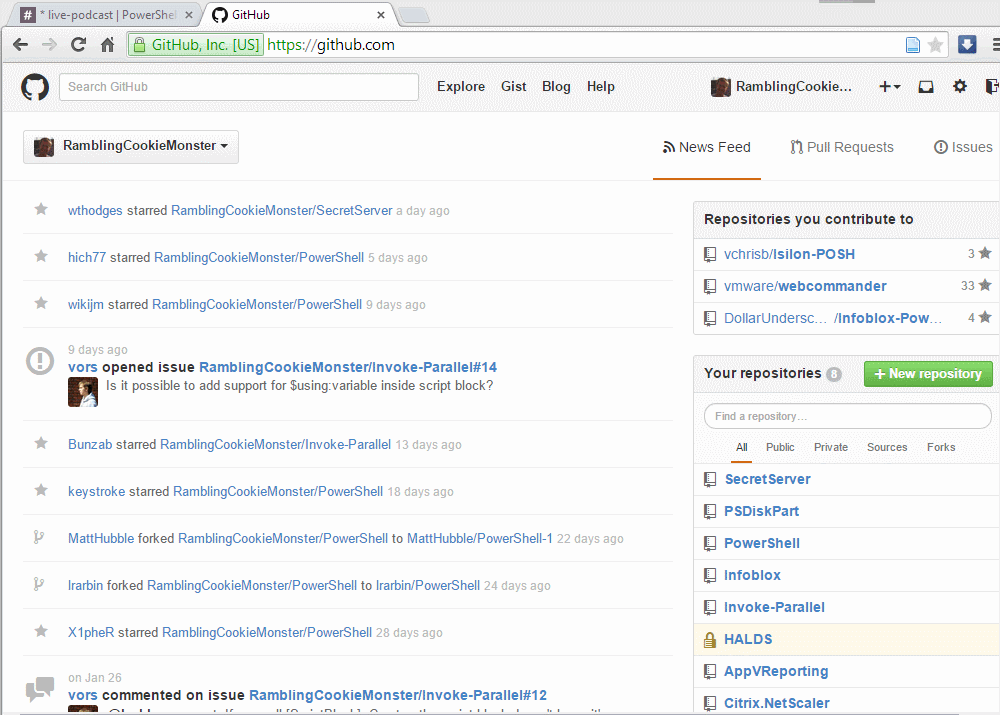 * live-podcast | PowerShel
GitHub
GitHub, Inc. [US] https://github.com
Search GitHub
Explore Gist Blog Help
RamblingCookie...
RamblingCookieMonster
News Feed
Pull Requests
Issues
wthodges starred RamblingCookieMonster/SecretServer a day ago
hich77 starred RamblingCookieMonster/PowerShell 5 days ago
wikijm starred RamblingCookieMonster/PowerShell 9 days ago
9 days ago
vors opened issue RamblingCookieMonster/Invoke-Parallel#14
Is it possible to add support for $using:variable inside script block?
Bunzab starred RamblingCookieMonster/Invoke-Parallel 13 days ago
keystroke starred RamblingCookieMonster/PowerShell 18 days ago
MattHubble forked RamblingCookieMonster/PowerShell to MattHubble/PowerShell-1 22 days ago
lrarbin forked RamblingCookieMonster/PowerShell to lrarbin/PowerShell 24 days ago
X1pheR starred RamblingCookieMonster/PowerShell 28 days ago
on Jan 26
vors commented on issue RamblingCookieMonster/Invoke-Parallel#12
Repositories you contribute to
vchrisb/Isilon-POSH 3
vmware/webcommander 33
DollarUndersc... /Infoblox-Pow... 4
Your repositories 8
+ New repository
Find a repository...
All Public Private Sources Forks
SecretServer
PSDiskPart
PowerShell
Infoblox
Invoke-Parallel
HALDS
AppVReporting
Citrix.NetScaler